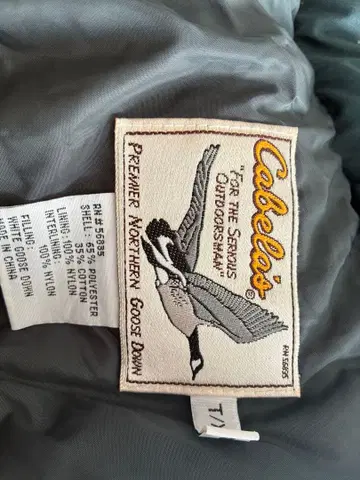 Cabela's®
"FOR THE SERIOUS
OUTDOORSMAN"
PREMIER NORTHERN GOOSE DOWN
RN 56835
RN # 56835
SHELL: 65% POLYESTER
35% COTTON
LINING: 100% NYLON
INTERLINING:
100% NYLON
FILLING:
WHITE GOOSE DOWN
MADE IN CHINA